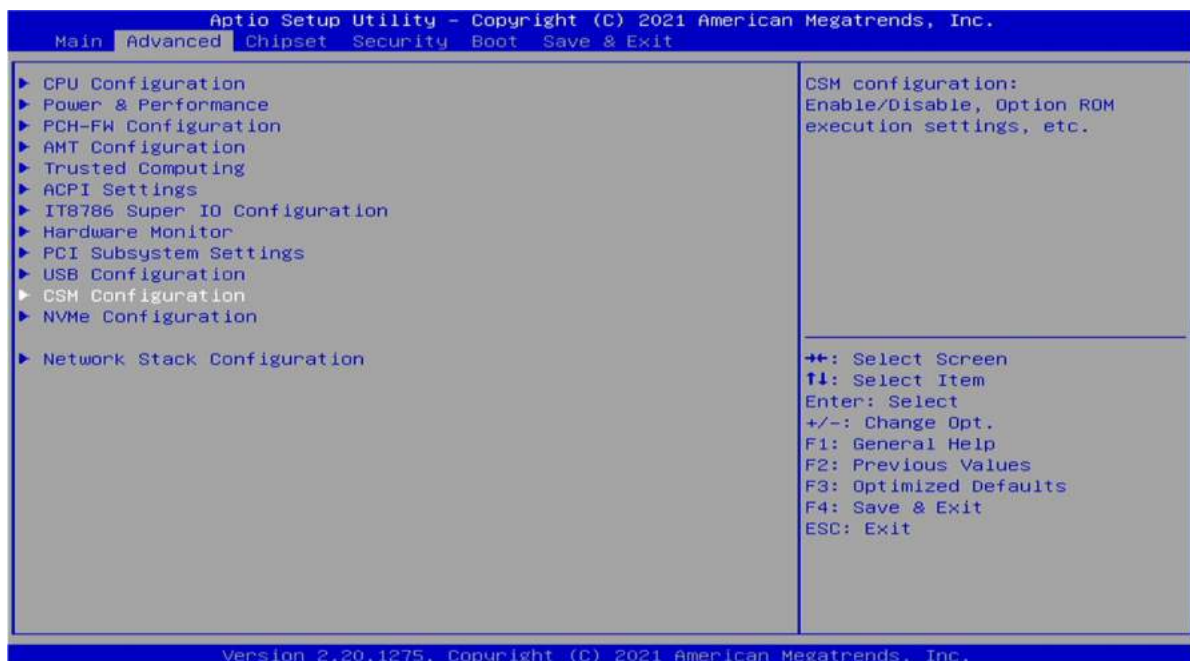 Aptio Setup Utility – Copyright (C) 2021 American Megatrends, Inc.
Main Advanced Chipset Security Boot Save & Exit
CPU Configuration
Power & Performance
PCH-FW Configuration
AMT Configuration
Trusted Computing
ACPI Settings
IT8786 Super IO Configuration
Hardware Monitor
PCI Subsystem Settings
USB Configuration
CSM Configuration
NVMe Configuration
Network Stack Configuration
CSM configuration:
Enable/Disable, Option ROM
execution settings, etc.
→←: Select Screen
↑↓: Select Item
Enter: Select
+/-: Change Opt.
F1: General Help
F2: Previous Values
F3: Optimized Defaults
F4: Save & Exit
ESC: Exit
Version 2.20.1275. Copyright (C) 2021 American Megatrends, Inc.